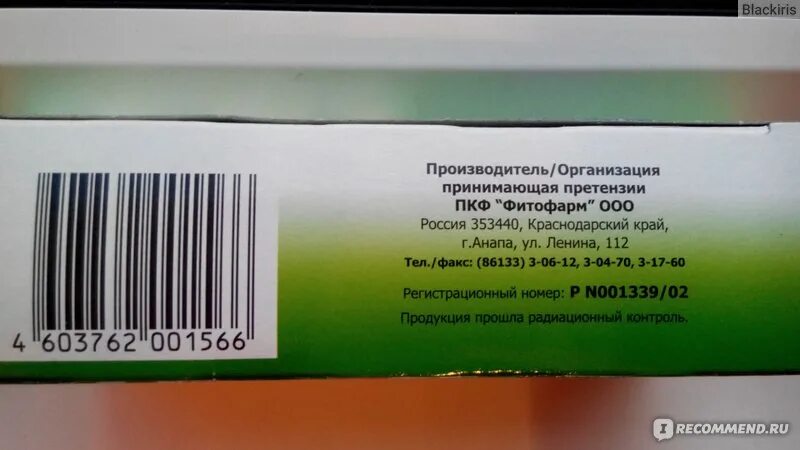 Blackiris
Производитель/Организация
принимающая претензии
ПКФ "Фитофарм" ООО
Россия 353440, Краснодарский край,
г.Анапа, ул. Ленина, 112
Тел./факс: (86133) 3-06-12, 3-04-70, 3-17-60
Регистрационный номер: Р N001339/02
Продукция прошла радиационный контроль.
4 603762 001566
IRECOMMEND.RU